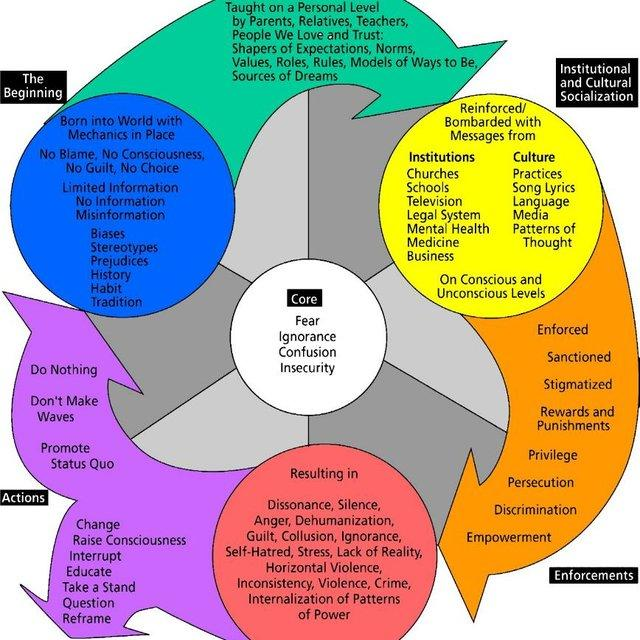 Taught on a Personal Level
by Parents, Relatives, Teachers,
People We Love and Trust:
Shapers of Expectations, Norms,
Values, Roles, Rules, Models of Ways to Be,
Sources of Dreams
The
Beginning
Born into World with
Mechanics in Place
No Blame, No Consciousness,
No Guilt, No Choice
Limited Information
No Information
Misinformation
Biases
Stereotypes
Prejudices
History
Habit
Tradition
Institutional
and Cultural
Socialization
Reinforced/
Bombarded with
Messages from
Institutions
Churches
Schools
Television
Legal System
Mental Health
Medicine
Business
Culture
Practices
Song Lyrics
Language
Media
Patterns of
Thought
On Conscious and
Unconscious Levels
Core
Fear
Ignorance
Confusion
Insecurity
Enforced
Sanctioned
Stigmatized
Rewards and
Punishments
Privilege
Persecution
Discrimination
Empowerment
Enforcements
Resulting in
Dissonance, Silence,
Anger, Dehumanization,
Guilt, Collusion, Ignorance,
Self-Hatred, Stress, Lack of Reality,
Horizontal Violence,
Inconsistency, Violence, Crime,
Internalization of Patterns
of Power
Do Nothing
Don't Make
Waves
Promote
Status Quo
Actions
Change
Raise Consciousness
Interrupt
Educate
Take a Stand
Question
Reframe